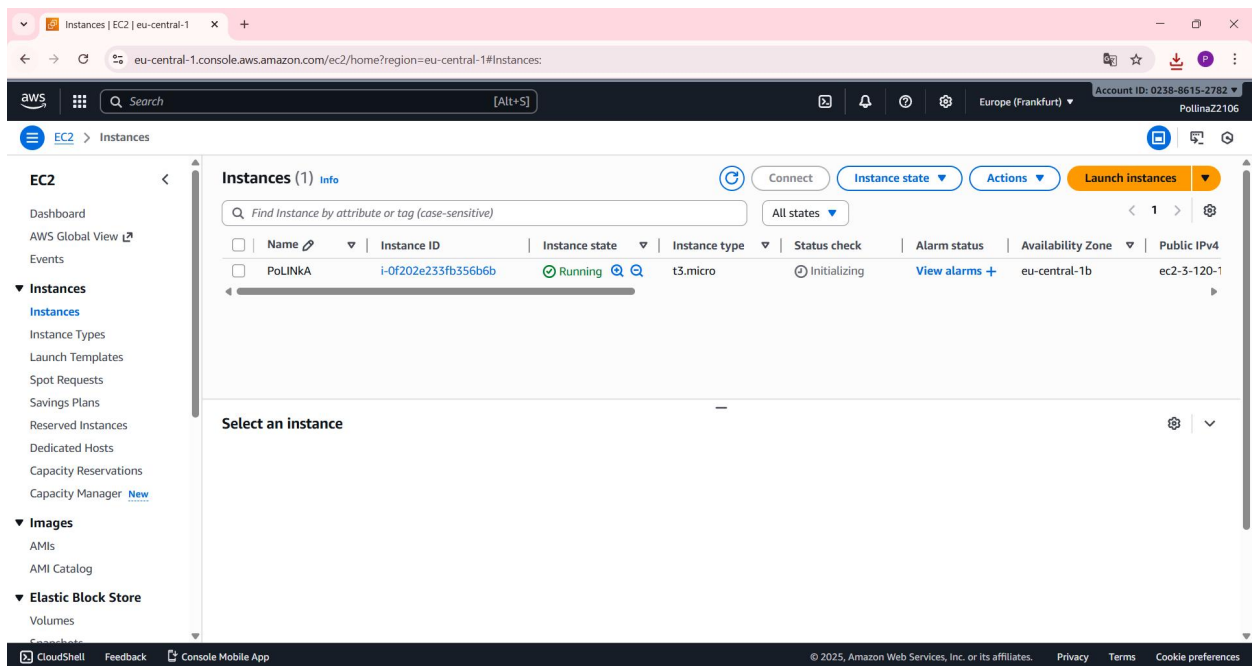 Instances | EC2 | eu-central-1
eu-central-1.console.aws.amazon.com/ec2/home?region=eu-central-1#Instances:
P
aws
Search
[Alt+S]
Europe (Frankfurt)
Account ID: 0238-8615-2782
PollinaZ2106
EC2 > Instances
EC2
Dashboard
AWS Global View
Events
Instances
Instances
Instance Types
Launch Templates
Spot Requests
Savings Plans
Reserved Instances
Dedicated Hosts
Capacity Reservations
Capacity Manager New
Images
AMIs
AMI Catalog
Elastic Block Store
Volumes
Snapshots
Instances (1) Info
Connect
Instance state
Actions
Launch instances
Find Instance by attribute or tag (case-sensitive)
All states
1
Name Instance ID Instance state Instance type Status check Alarm status Availability Zone Public IPv4
PoLINkA i-0f202e233fb356b6b Running t3.micro Initializing View alarms + eu-central-1b ec2-3-120-1
Select an instance
CloudShell Feedback Console Mobile App © 2025, Amazon Web Services, Inc. or its affiliates. Privacy Terms Cookie preferences